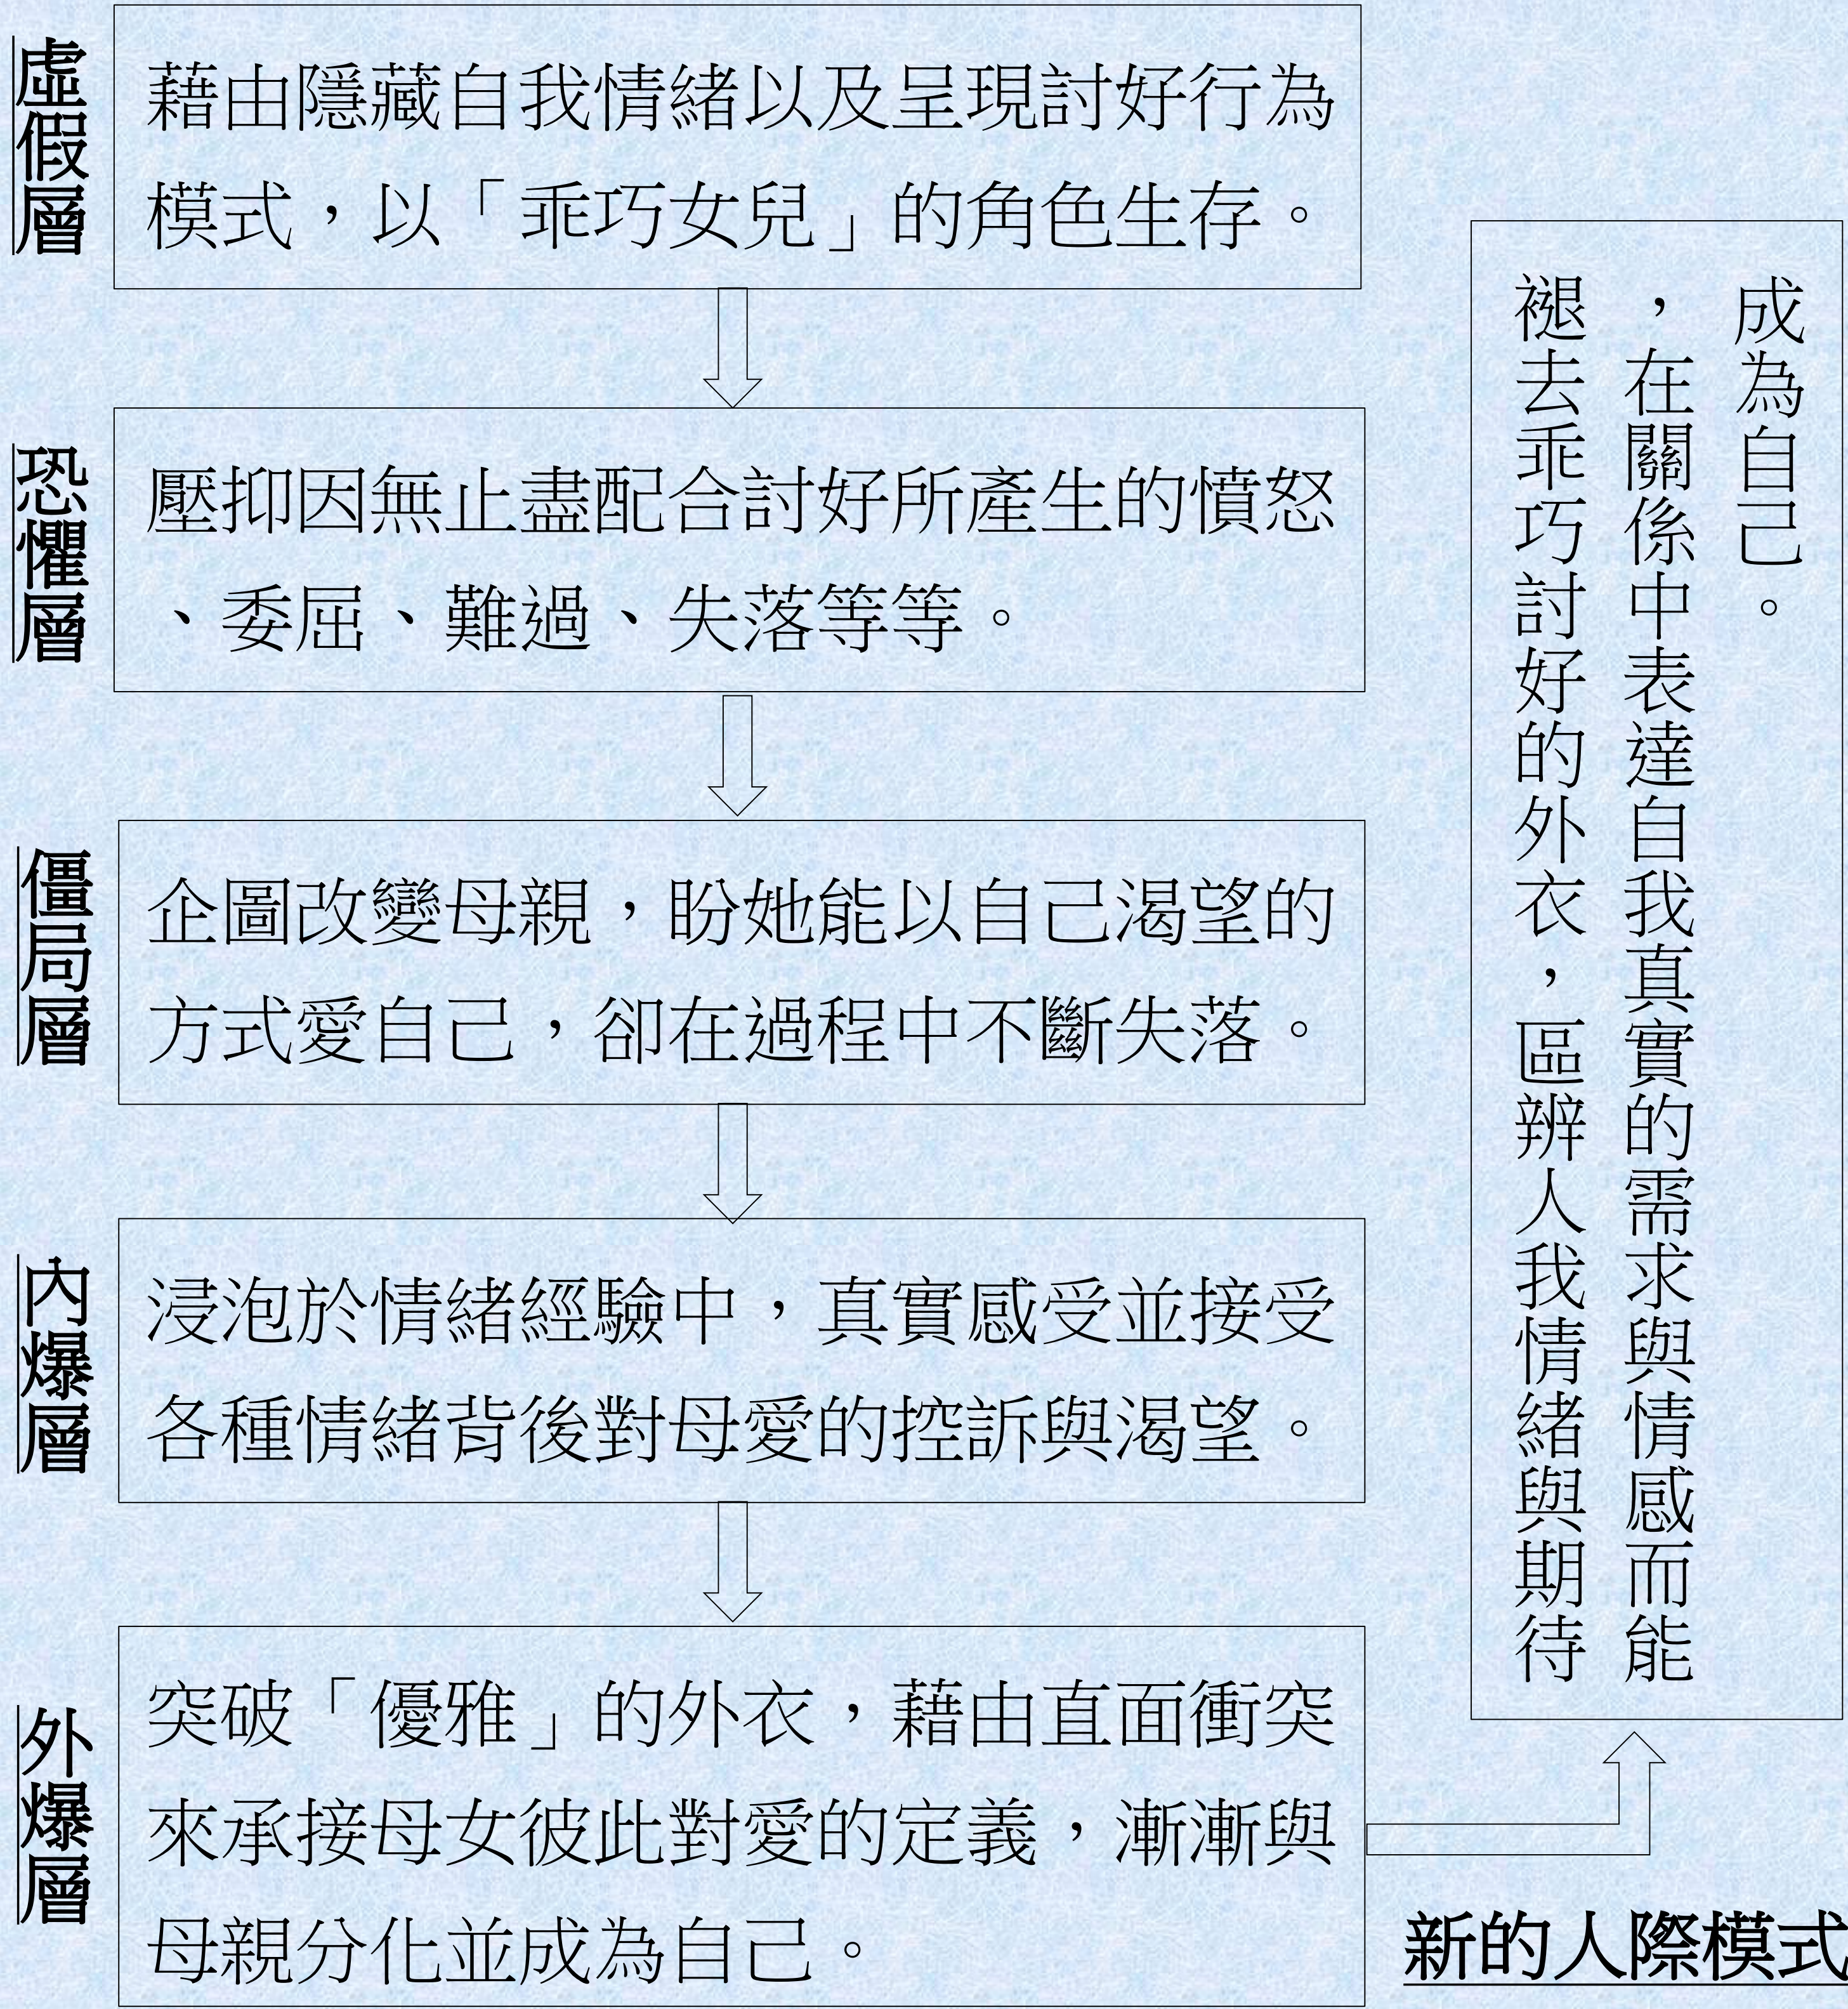 虛假層
藉由隱藏自我情緒以及呈現討好行為
模式，以「乖巧女兒」的角色生存。
恐懼層
壓抑因無止盡配合討好所產生的憤怒
、委屈、難過、失落等等。
僵局層
企圖改變母親，盼她能以自己渴望的
方式愛自己，卻在過程中不斷失落。
內爆層
浸泡於情緒經驗中，真實感受並接受
各種情緒背後對母愛的控訴與渴望。
外爆層
突破「優雅」的外衣，藉由直面衝突
來承接母女彼此對愛的定義，漸漸與
母親分化並成為自己。
褪去乖巧討好的外衣，區辨人我情緒與期待
，在關係中表達自我真實的需求與情感而能
成為自己。
新的人際模式